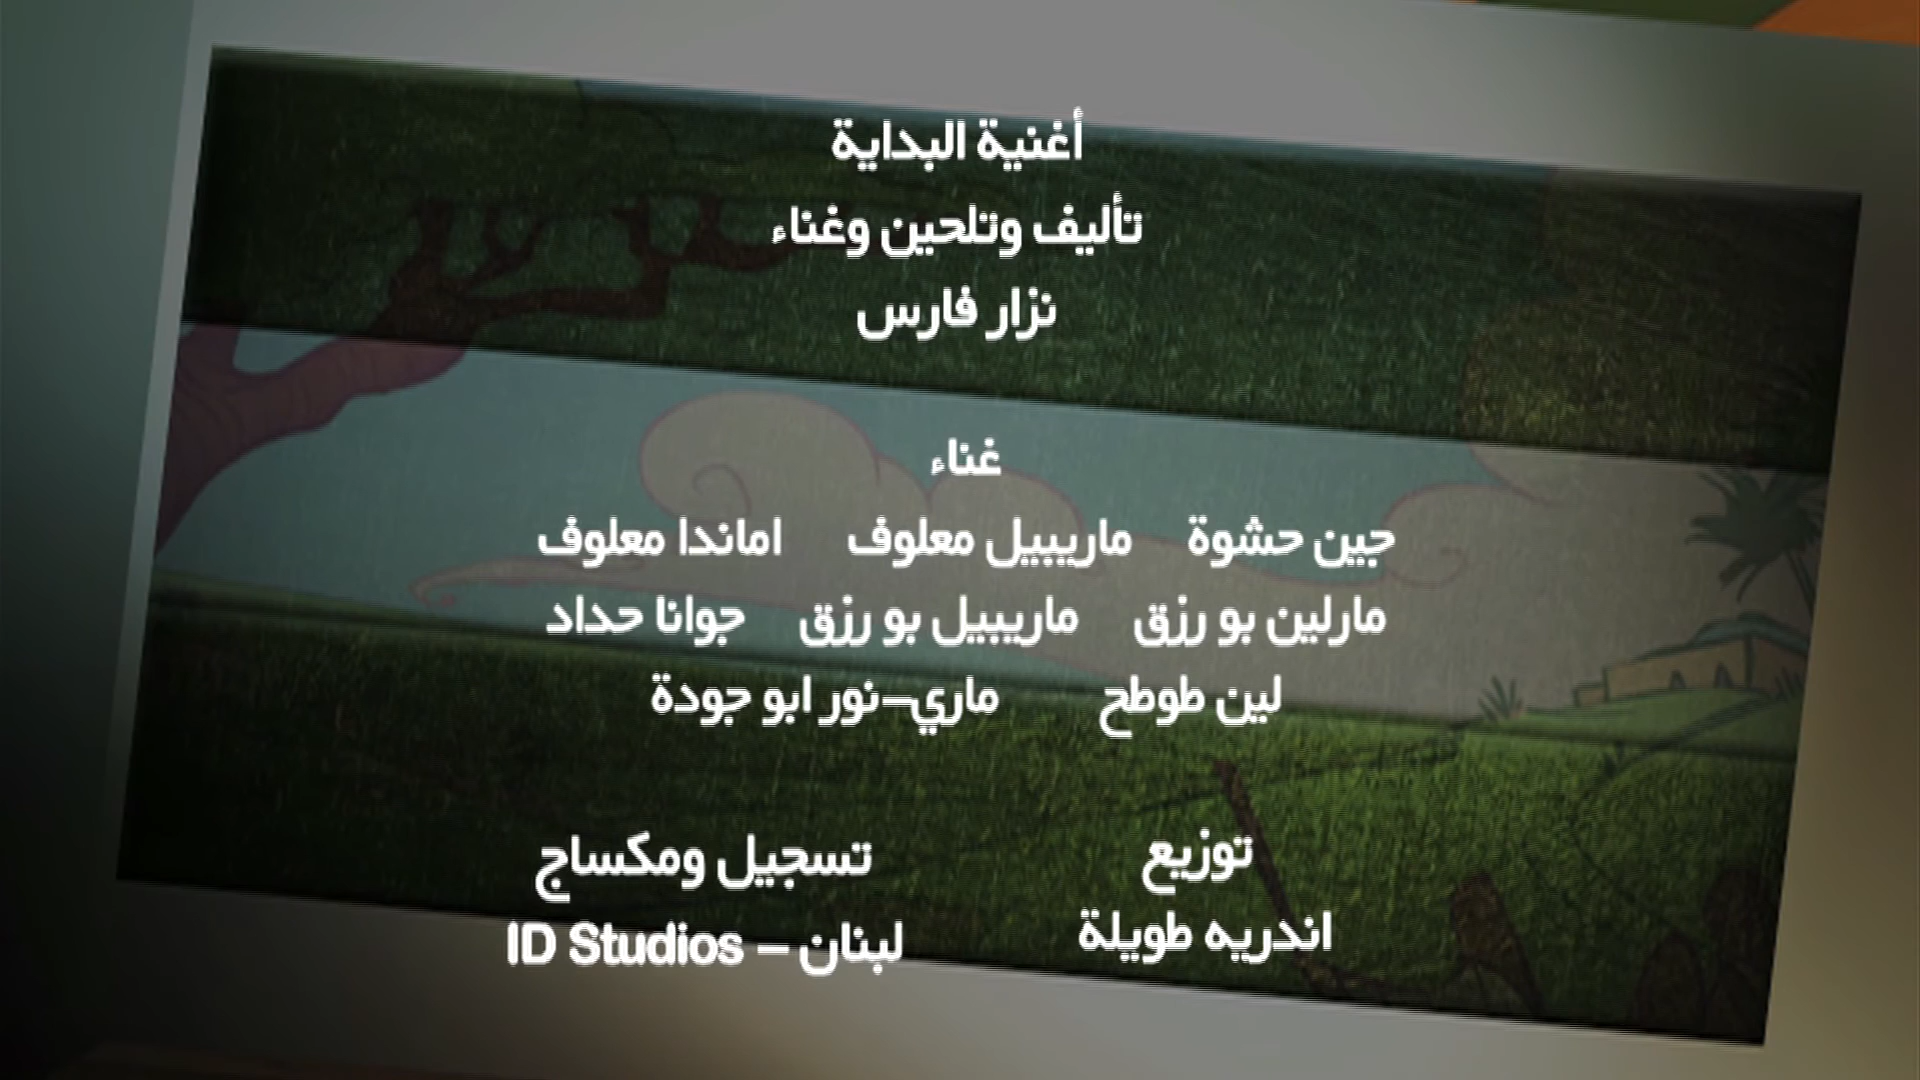 أغنية البداية
تأليف وتلحين وغناء
نزار فارس
غناء
جين حشوة ماريبيل معلوف اماندا معلوف
مارلين بو رزق ماريبيل بو رزق جوانا حداد
لين طوطح ماري-نور ابو جودة
توزيع تسجيل ومكساج
اندريه طويلة ID Studios - لبنان